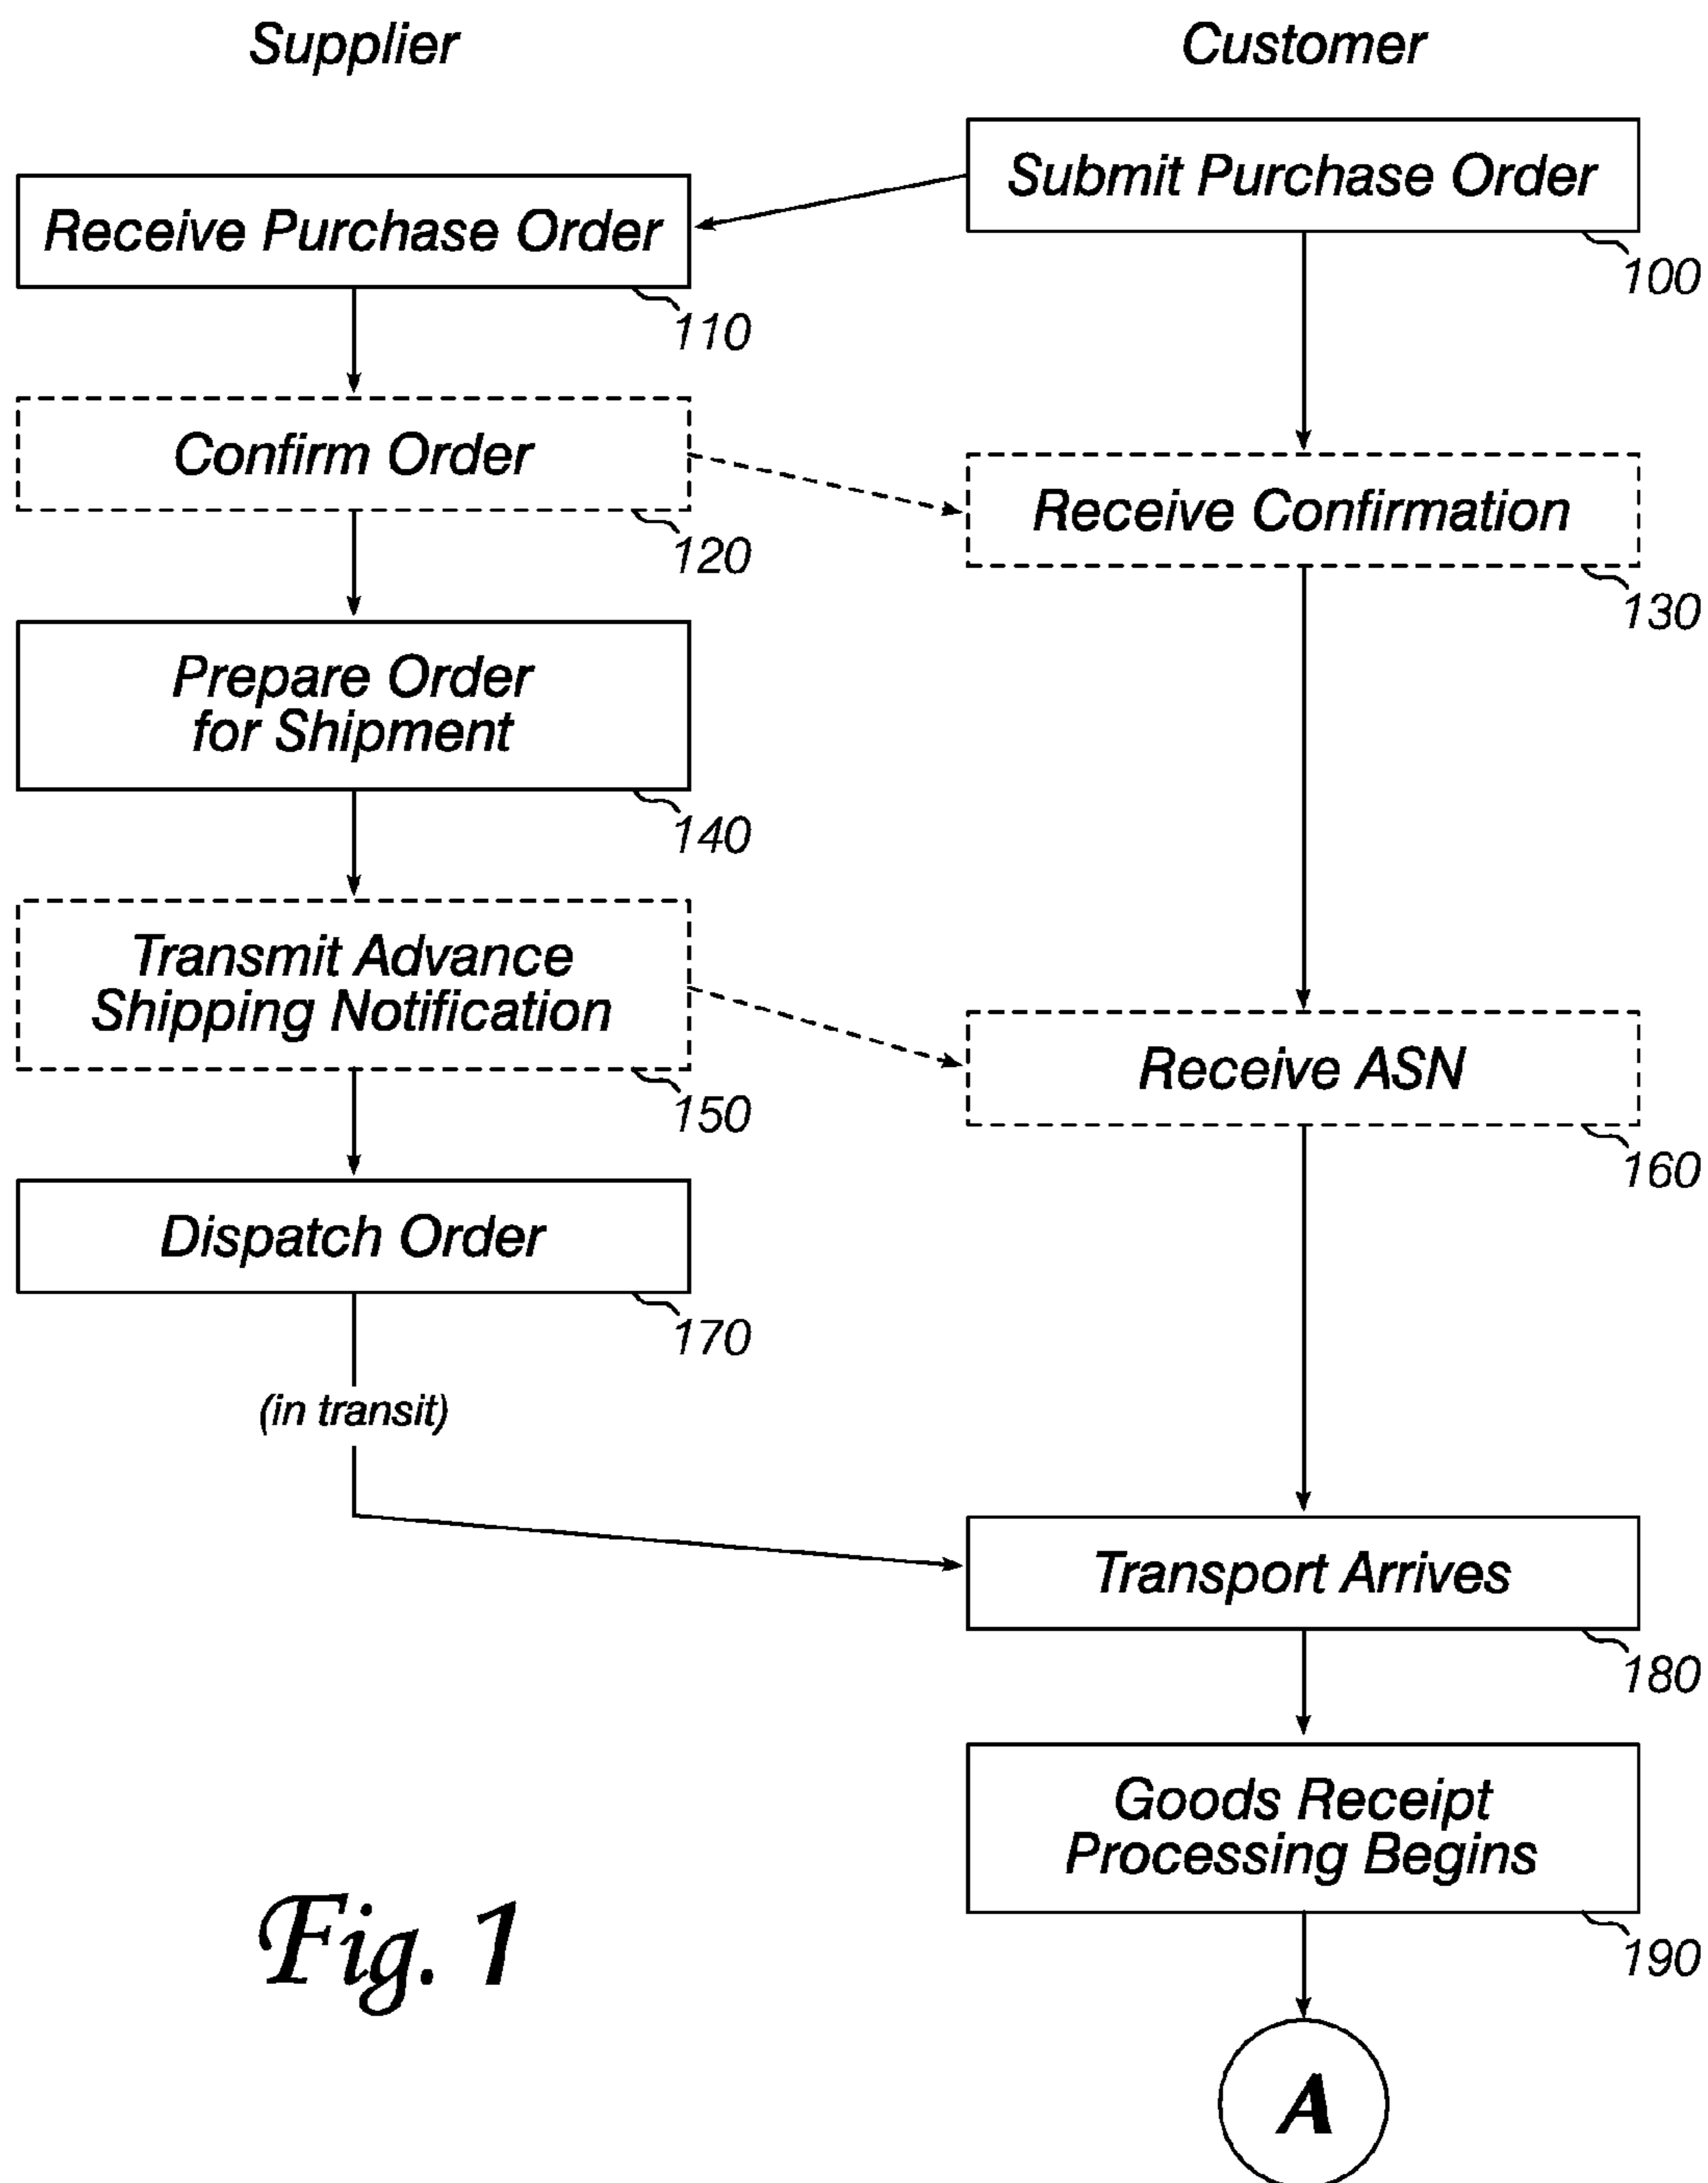 Supplier
Customer
Submit Purchase Order
100
Receive Purchase Order
110
Confirm Order
120
Receive Confirmation
130
Prepare Order
for Shipment
140
Transmit Advance
Shipping Notification
150
Receive ASN
160
Dispatch Order
170
(in transit)
Transport Arrives
180
Goods Receipt
Processing Begins
190
A
Fig. 1